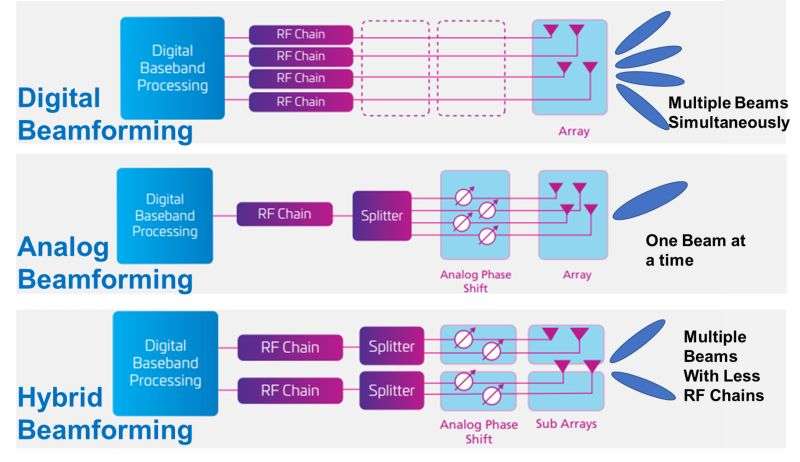 Digital
Baseband
Processing
RF Chain
RF Chain
RF Chain
RF Chain
Array
Digital
Beamforming
Multiple Beams
Simultaneously
Digital
Baseband
Processing
RF Chain
Splitter
Analog Phase
Shift
Array
Analog
Beamforming
One Beam at
a time
Digital
Baseband
Processing
RF Chain
Splitter
RF Chain
Splitter
Analog Phase
Shift
Sub Arrays
Hybrid
Beamforming
Multiple
Beams
With Less
RF Chains